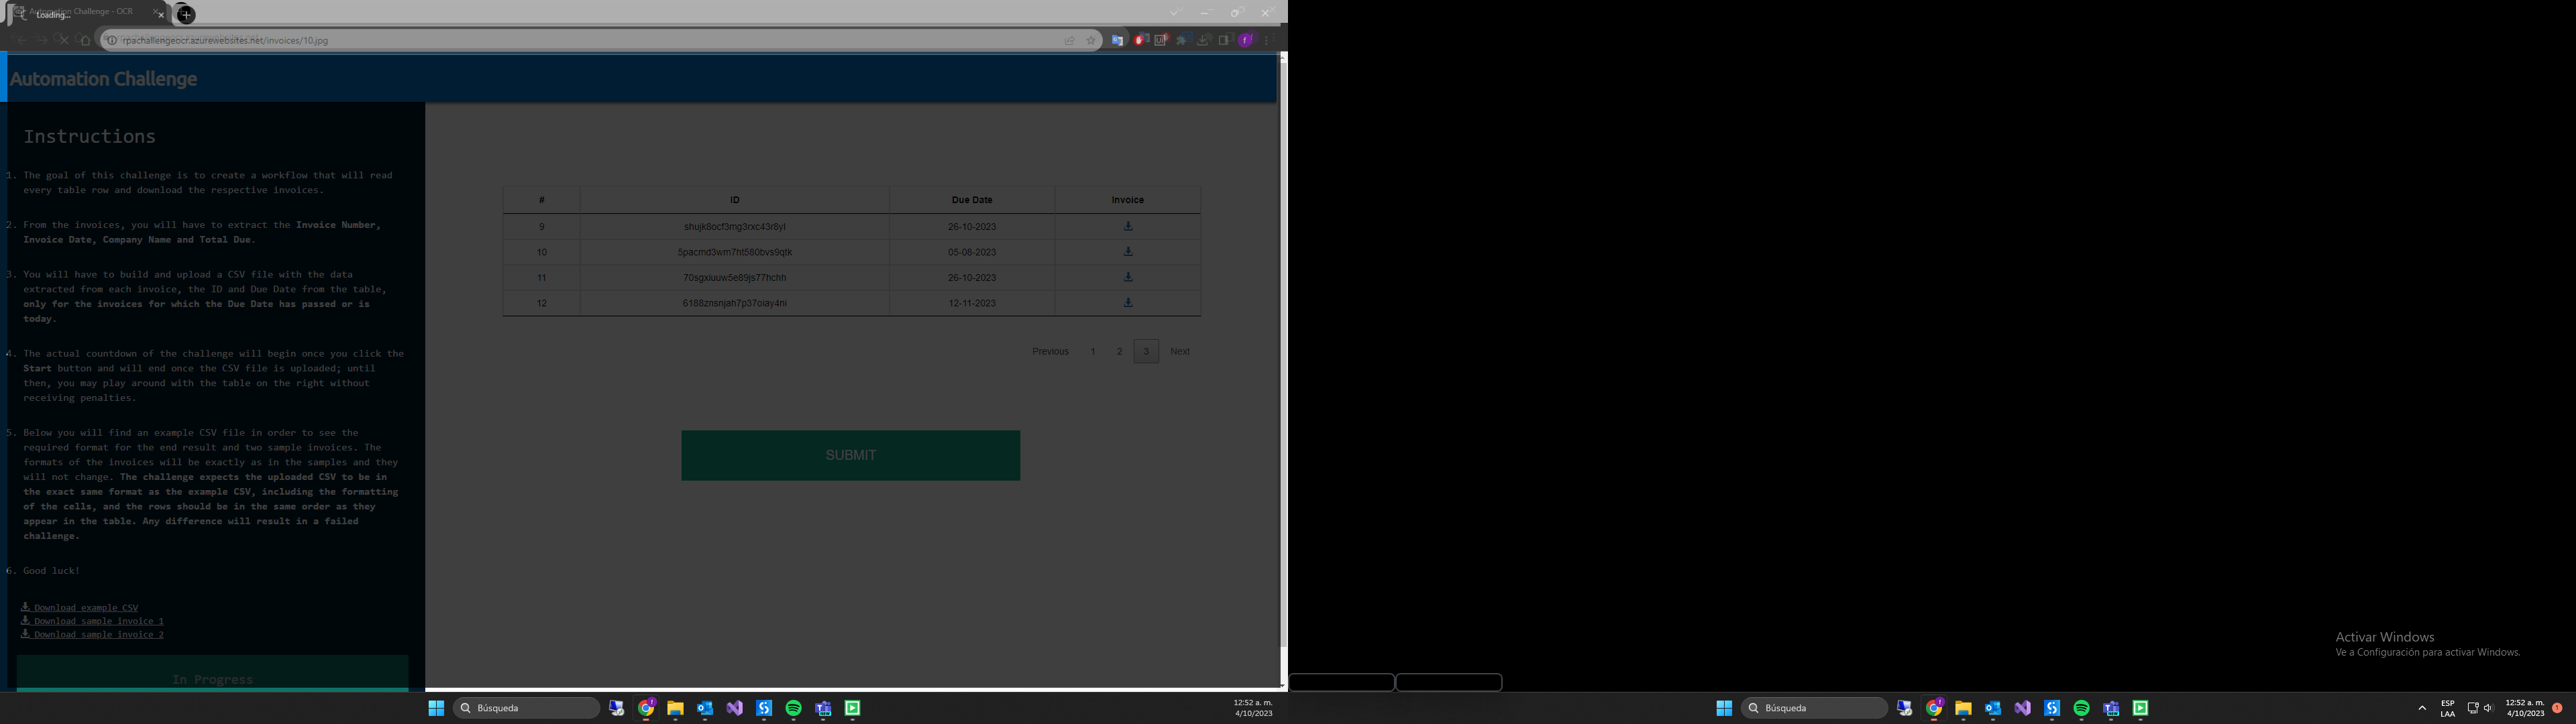 Automation Challenge - OCR
Loading...
rpachallengeocr.azurewebsites.net/invoices/10.jpg
Automation Challenge
Instructions
1. The goal of this challenge is to create a workflow that will read
every table row and download the respective invoices.
2. From the invoices, you will have to extract the Invoice Number,
Invoice Date, Company Name and Total Due.
3. You will have to build and upload a CSV file with the data
extracted from each invoice, the ID and Due Date from the table,
only for the invoices for which the Due Date has passed or is
today.
4. The actual countdown of the challenge will begin once you click the
Start button and will end once the CSV file is uploaded; until
then, you may play around with the table on the right without
receiving penalties.
5. Below you will find an example CSV file in order to see the
required format for the end result and two sample invoices. The
formats of the invoices will be exactly as in the samples and they
will not change. The challenge expects the uploaded CSV to be in
the exact same format as the example CSV, including the formatting
of the cells, and the rows should be in the same order as they
appear in the table. Any difference will result in a failed
challenge.
6. Good luck!
Download example CSV
Download sample invoice 1
Download sample invoice 2
In Progress
# ID Due Date Invoice
9 shujk8ocf3mg3rxc43r8yl 26-10-2023
10 5pacmd3wm7ht580bvs9qtk 05-08-2023
11 70sgxiuuw5e89js77hchh 26-10-2023
12 6188znsnjah7p37oiay4ni 12-11-2023
Previous 1 2 3 Next
SUBMIT
Activar Windows
Ve a Configuración para activar Windows.
Búsqueda
12:52 a. m.
4/10/2023
Búsqueda
ESP
LAA
12:52 a. m.
4/10/2023
1